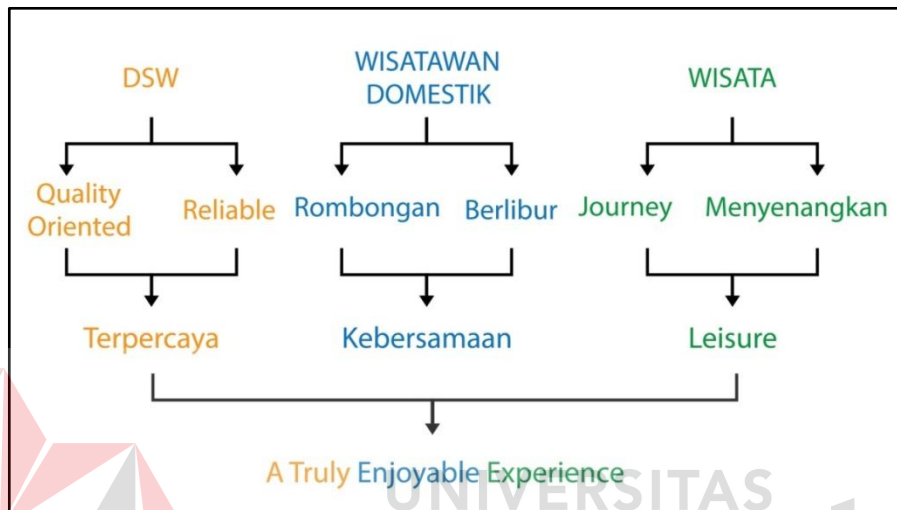 DSW
WISATAWAN
DOMESTIK
WISATA
Quality
Oriented
Reliable
Rombongan
Berlibur
Journey
Menyenangkan
Terpercaya
Kebersamaan
Leisure
A Truly Enjoyable Experience
UNIVERSITAS